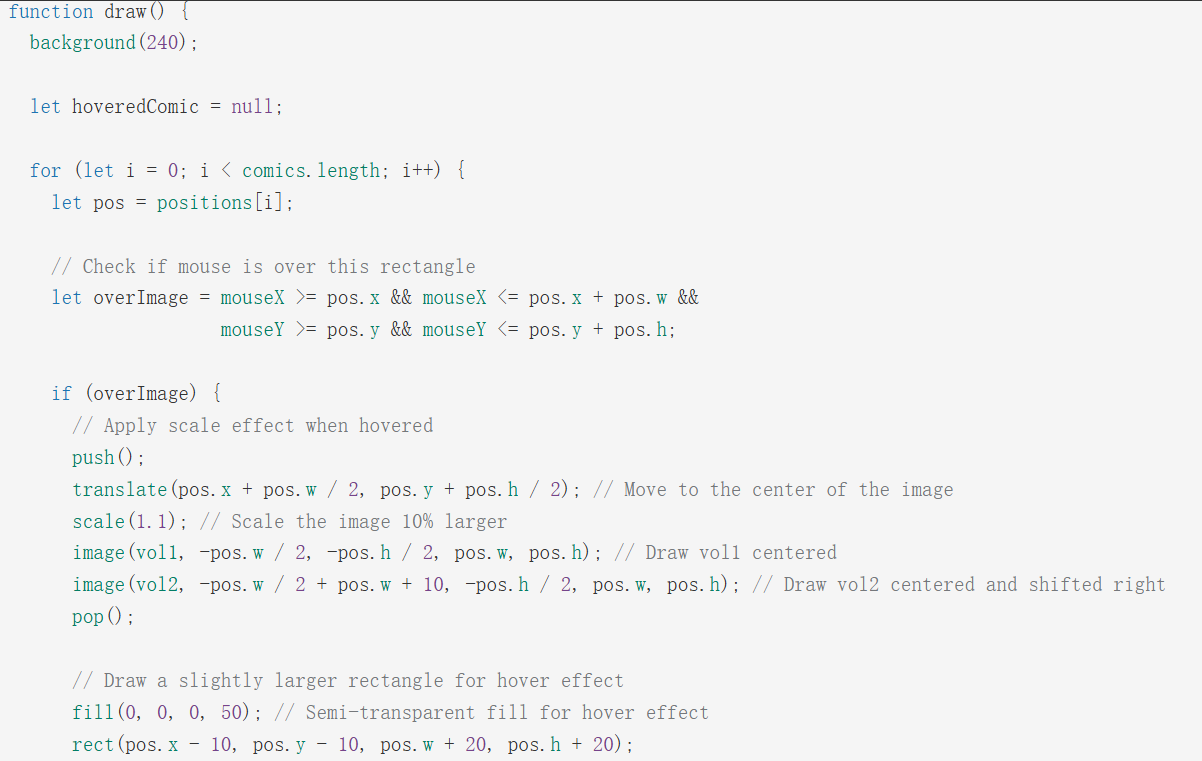 function draw() {
background(240);
let hoveredComic = null;
for (let i = 0; i < comics.length; i++) {
let pos = positions[i];
// Check if mouse is over this rectangle
let overImage = mouseX >= pos.x && mouseX <= pos.x + pos.w &&
mouseY >= pos.y && mouseY <= pos.y + pos.h;
if (overImage) {
// Apply scale effect when hovered
push();
translate(pos.x + pos.w / 2, pos.y + pos.h / 2); // Move to the center of the image
scale(1.1); // Scale the image 10% larger
image(vol1, -pos.w / 2, -pos.h / 2, pos.w, pos.h); // Draw vol1 centered
image(vol2, -pos.w / 2 + pos.w + 10, -pos.h / 2, pos.w, pos.h); // Draw vol2 centered and shifted right
pop();
// Draw a slightly larger rectangle for hover effect
fill(0, 0, 0, 50); // Semi-transparent fill for hover effect
rect(pos.x - 10, pos.y - 10, pos.w + 20, pos.h + 20);